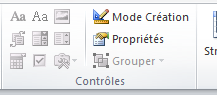 Aa Aa
Mode Création
Propriétés
Grouper
Contrôles
Str